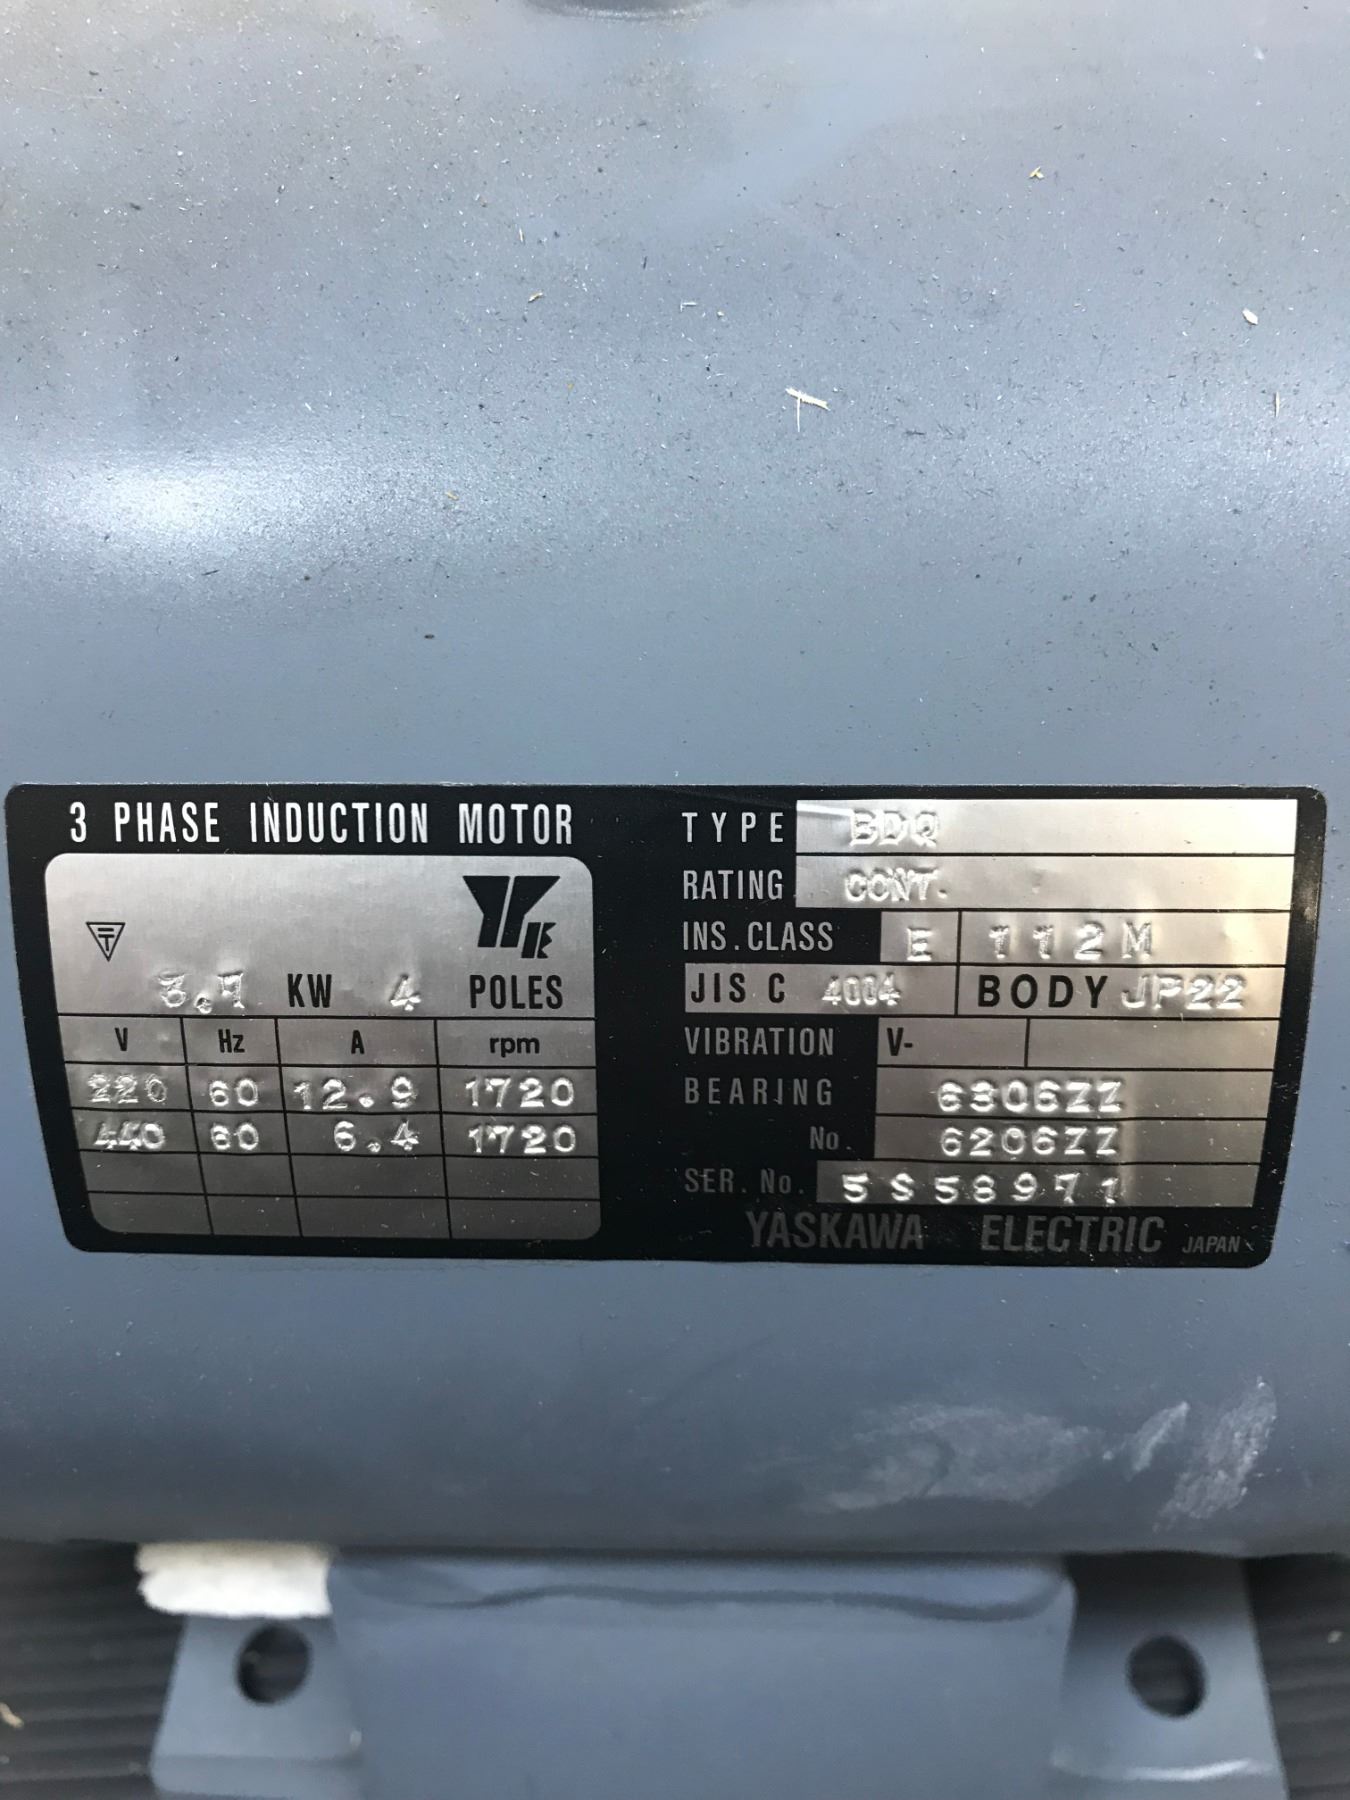 3 PHASE INDUCTION MOTOR
3.7 KW 4 POLES
V Hz A rpm
220 60 12.9 1720
440 60 6.4 1720
TYPE BDQ
RATING CONT.
INS.CLASS E 112M
JIS C 4004 BODY JP22
VIBRATION V-
BEARING 6306ZZ
No. 6206ZZ
SER.No. 5S58971
YASKAWA ELECTRIC JAPAN